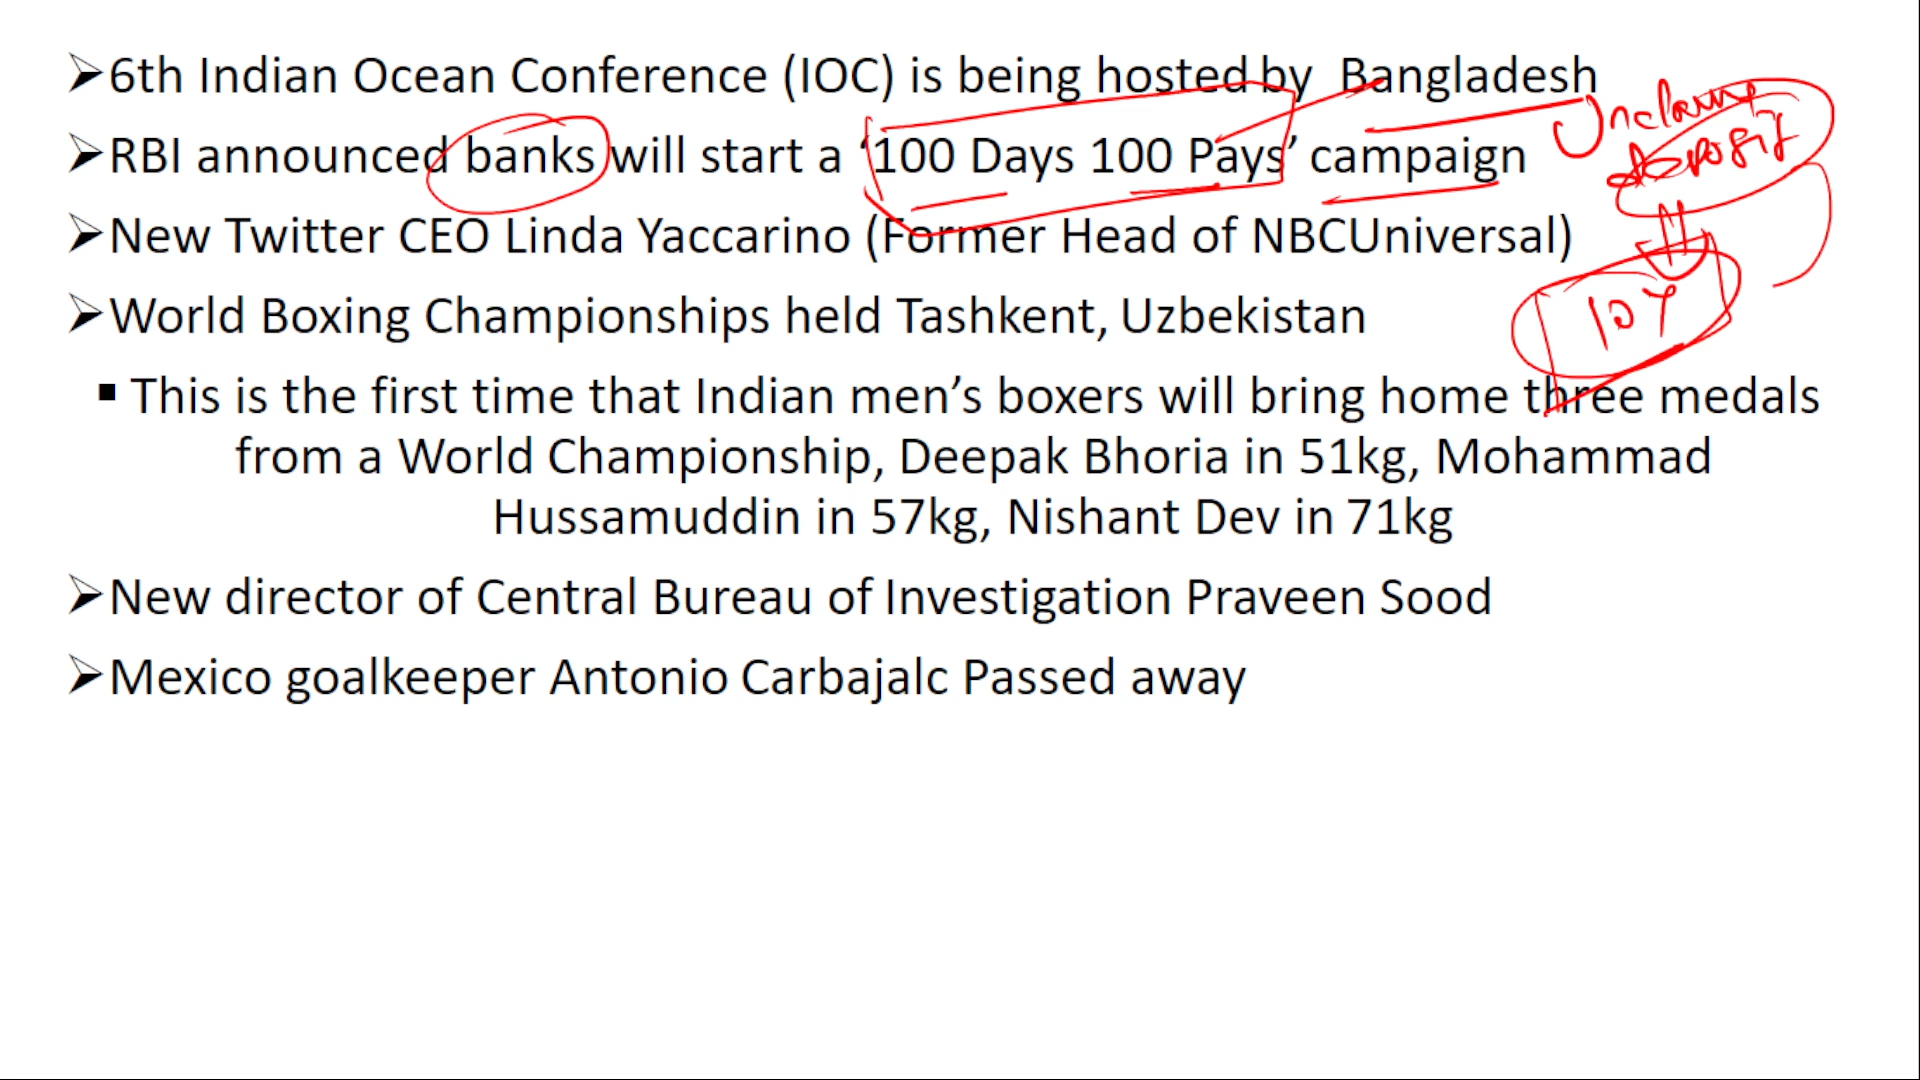 ➢6th Indian Ocean Conference (IOC) is being hosted by Bangladesh
➢RBI announced banks will start a ‘100 Days 100 Pays’ campaign
Unclaim
deposit
➢New Twitter CEO Linda Yaccarino (Former Head of NBCUniversal)
10Y
➢World Boxing Championships held Tashkent, Uzbekistan
▪ This is the first time that Indian men’s boxers will bring home three medals
from a World Championship, Deepak Bhoria in 51kg, Mohammad
Hussamuddin in 57kg, Nishant Dev in 71kg
➢New director of Central Bureau of Investigation Praveen Sood
➢Mexico goalkeeper Antonio Carbajalc Passed away